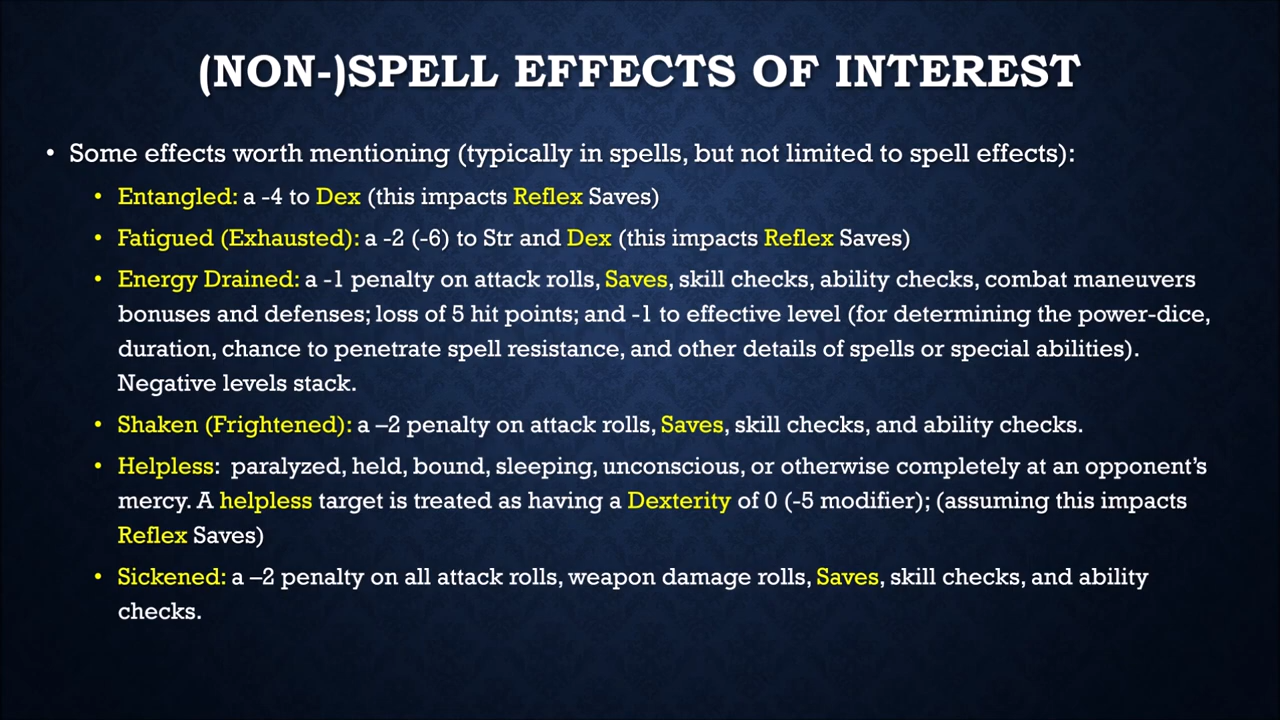 (NON-)SPELL EFFECTS OF INTEREST
• Some effects worth mentioning (typically in spells, but not limited to spell effects):
• Entangled: a -4 to Dex (this impacts Reflex Saves)
• Fatigued (Exhausted): a -2 (-6) to Str and Dex (this impacts Reflex Saves)
• Energy Drained: a -1 penalty on attack rolls, Saves, skill checks, ability checks, combat maneuvers
bonuses and defenses; loss of 5 hit points; and -1 to effective level (for determining the power-dice,
duration, chance to penetrate spell resistance, and other details of spells or special abilities).
Negative levels stack.
• Shaken (Frightened): a –2 penalty on attack rolls, Saves, skill checks, and ability checks.
• Helpless:  paralyzed, held, bound, sleeping, unconscious, or otherwise completely at an opponent’s
mercy. A helpless target is treated as having a Dexterity of 0 (-5 modifier); (assuming this impacts
Reflex Saves)
• Sickened: a –2 penalty on all attack rolls, weapon damage rolls, Saves, skill checks, and ability
checks.